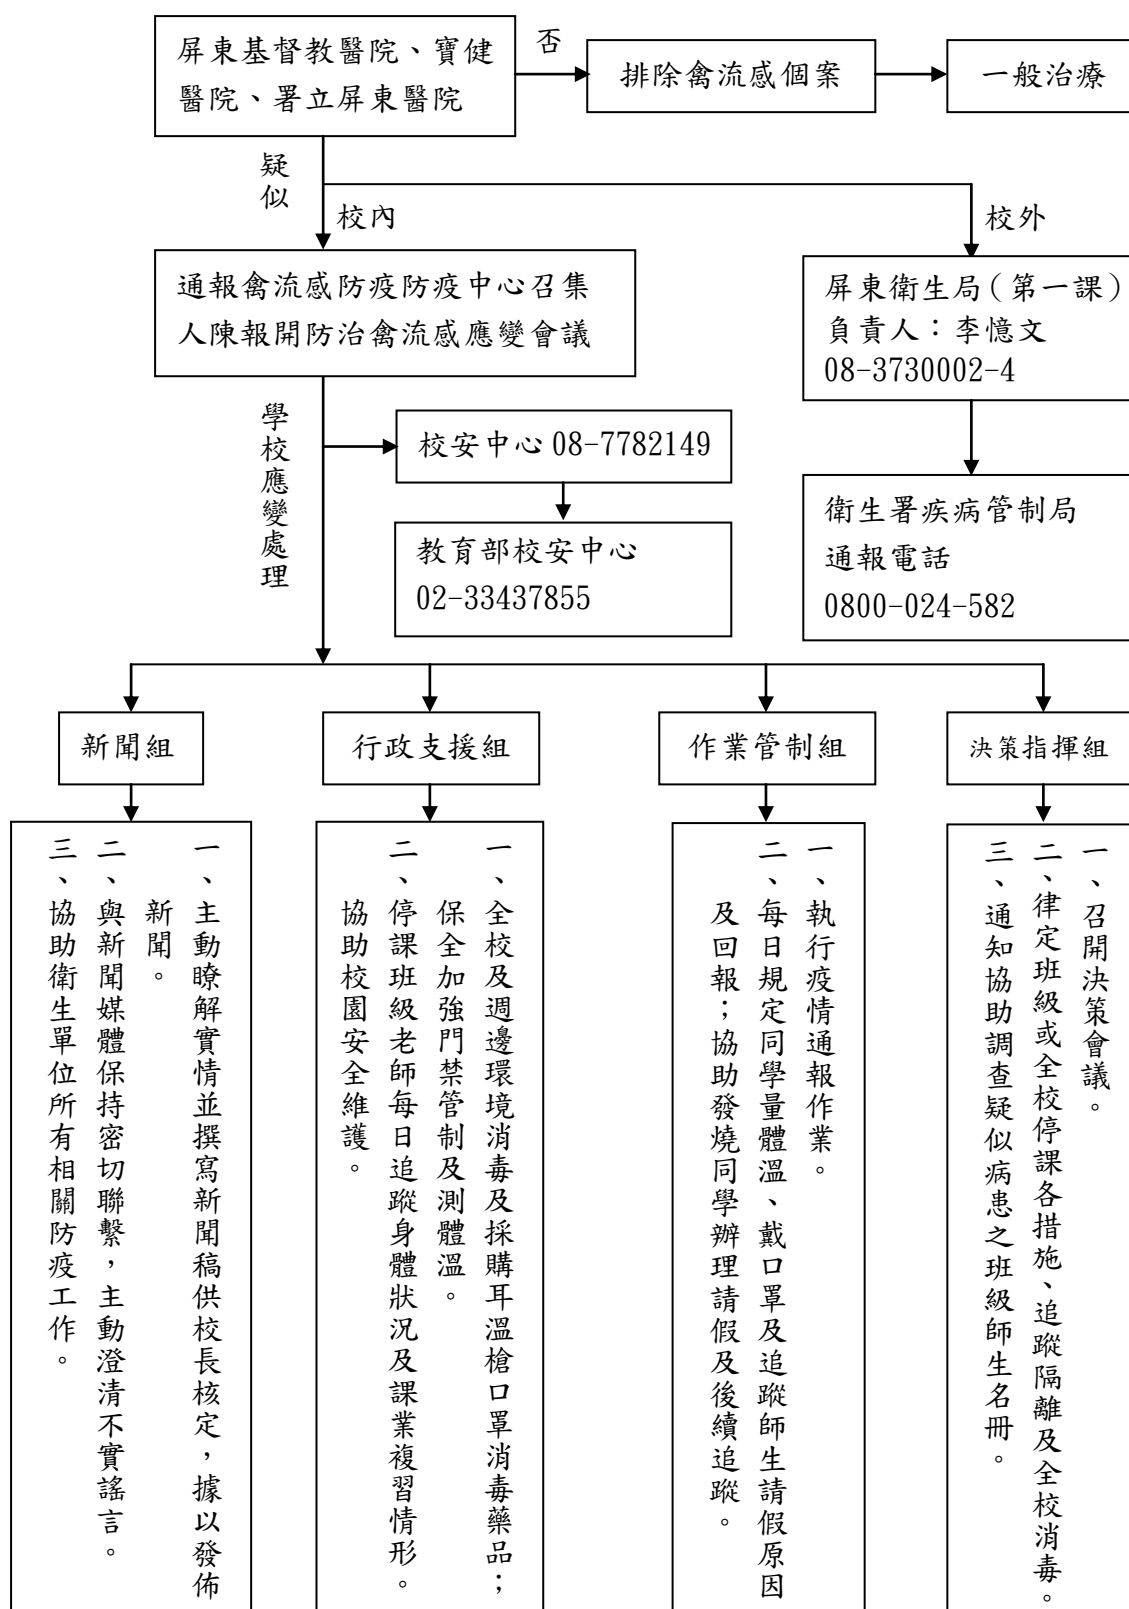 屏東基督教醫院、寶健
醫院、署立屏東醫院
否
排除禽流感個案
一般治療
疑似
校內
校外
通報禽流感防疫防疫中心召集
人陳報開防治禽流感應變會議
屏東衛生局(第一課)
負責人：李憶文
08-3730002-4
學校應變處理
校安中心 08-7782149
教育部校安中心
02-33437855
衛生署疾病管制局
通報電話
0800-024-582
新聞組
行政支援組
作業管制組
決策指揮組
一、主動瞭解實情並撰寫新聞稿供校長核定，據以發佈
新聞。
二、與新聞媒體保持密切聯繫，主動澄清不實謠言。
三、協助衛生單位所有相關防疫工作。
一、全校及週邊環境消毒及採購耳溫槍口罩消毒藥品；
保全加強門禁管制及測體溫。
二、停課班級老師每日追蹤身體狀況及課業複習情形。
協助校園安全維護。
一、執行疫情通報作業。
二、每日規定同學量體溫、戴口罩及追蹤師生請假原因
及回報；協助發燒同學辦理請假及後續追蹤。
一、召開決策會議。
二、律定班級或全校停課各措施、追蹤隔離及全校消毒。
三、通知協助調查疑似病患之班級師生名冊。